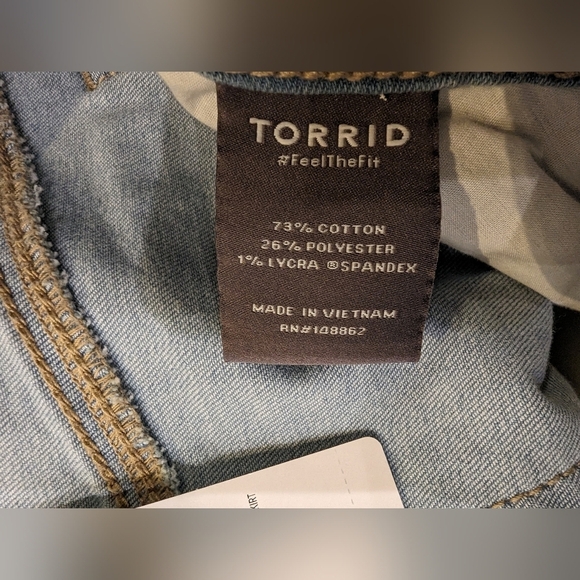 TORRID
#FeelTheFit
73% COTTON
26% POLYESTER
1% LYCRA ®SPANDEX
MADE IN VIETNAM
RN#148862